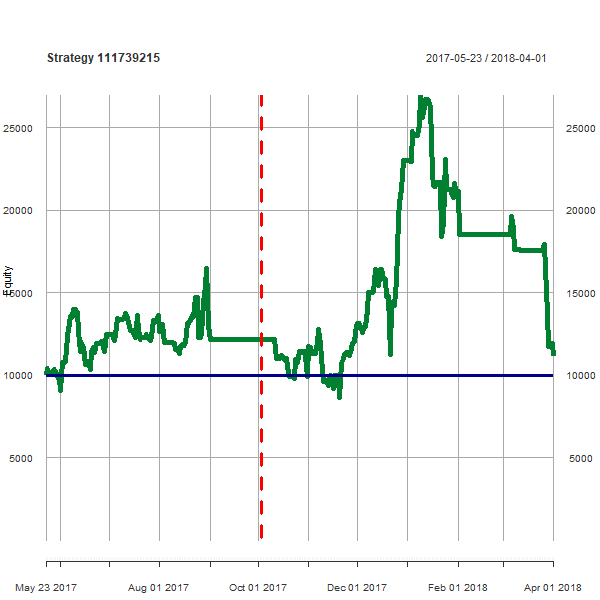 Strategy 111739215
2017-05-23 / 2018-04-01
25000 25000
20000 20000
Equity
15000 15000
10000 10000
5000 5000
May 23 2017 Aug 01 2017 Oct 01 2017 Dec 01 2017 Feb 01 2018 Apr 01 2018